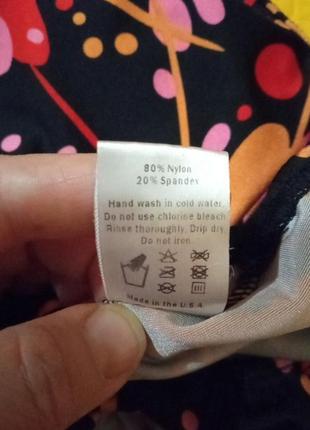 80% Nylon
20% Spandex
Hand wash in cold water.
Do not use chlorine bleach.
Rinse thoroughly. Drip dry.
Do not iron.
Made in the U.S.A.